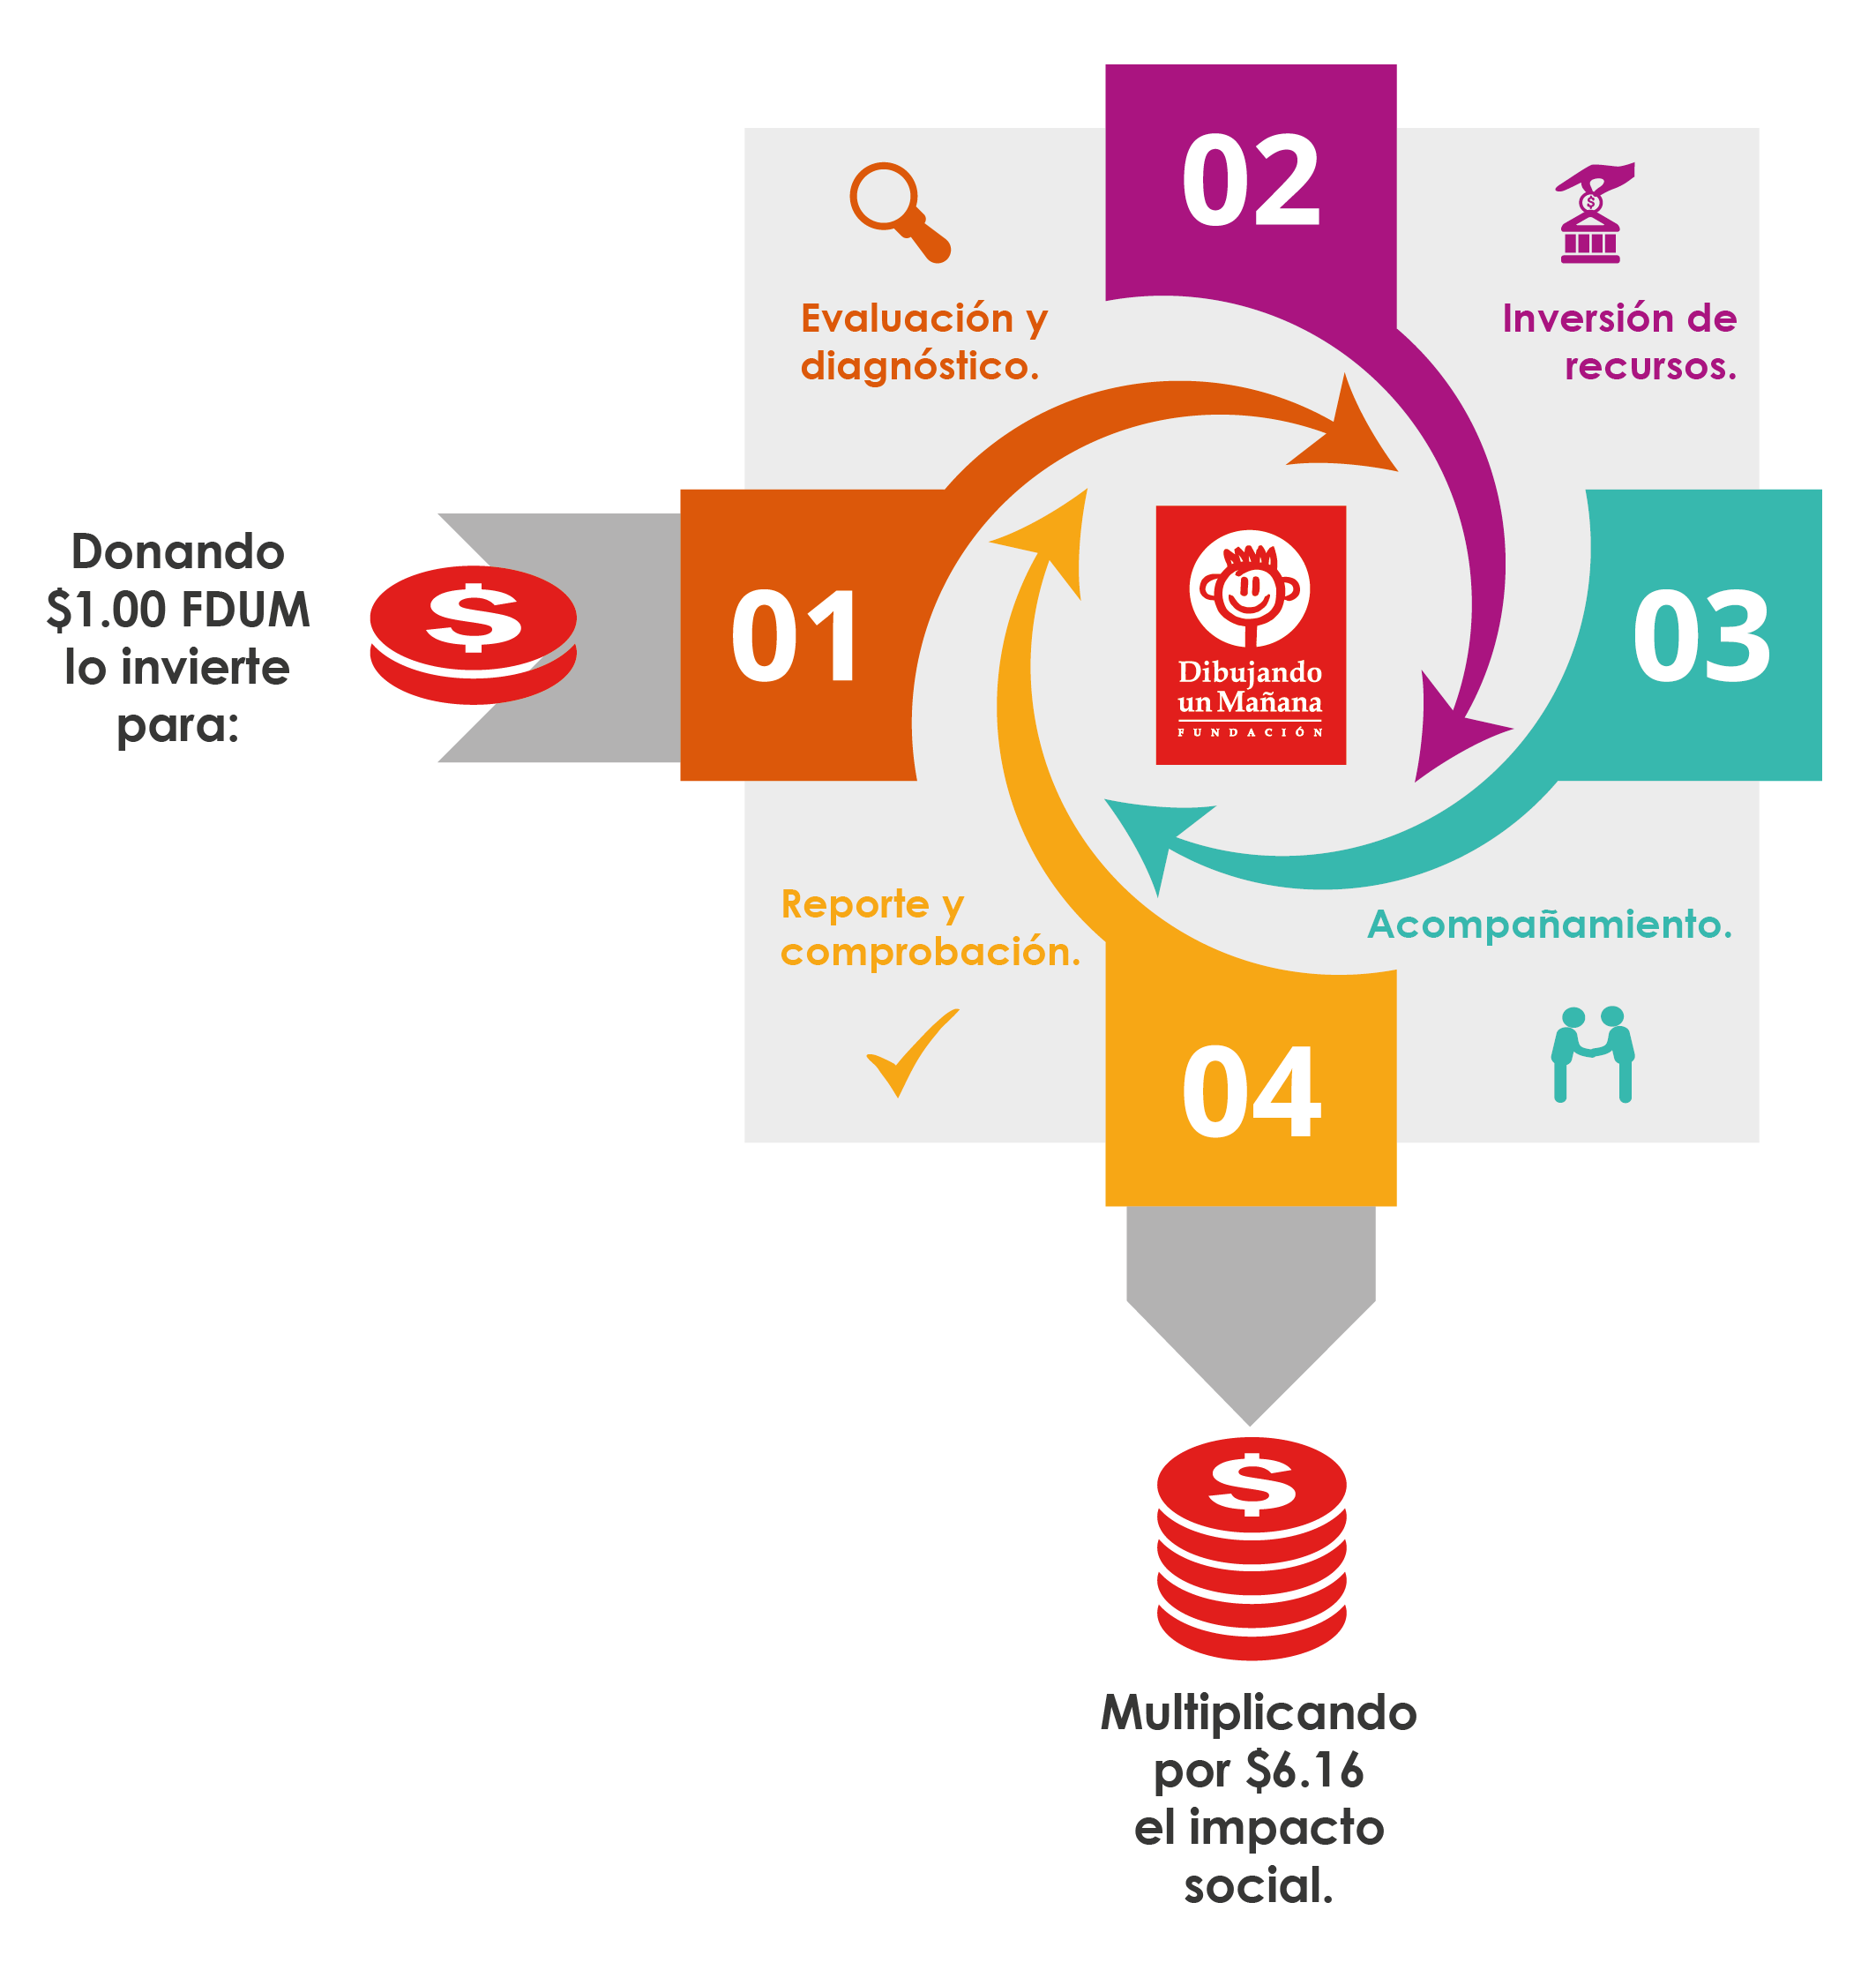 Donando
$1.00 FDUM
lo invierte
para:
$
01
Evaluación y
diagnóstico.
02
$
Inversión de
recursos.
03
Acompañamiento.
04
Reporte y
comprobación.
Dibujando
un Mañana
FUNDACIÓN
$
Multiplicando
por $6.16
el impacto
social.